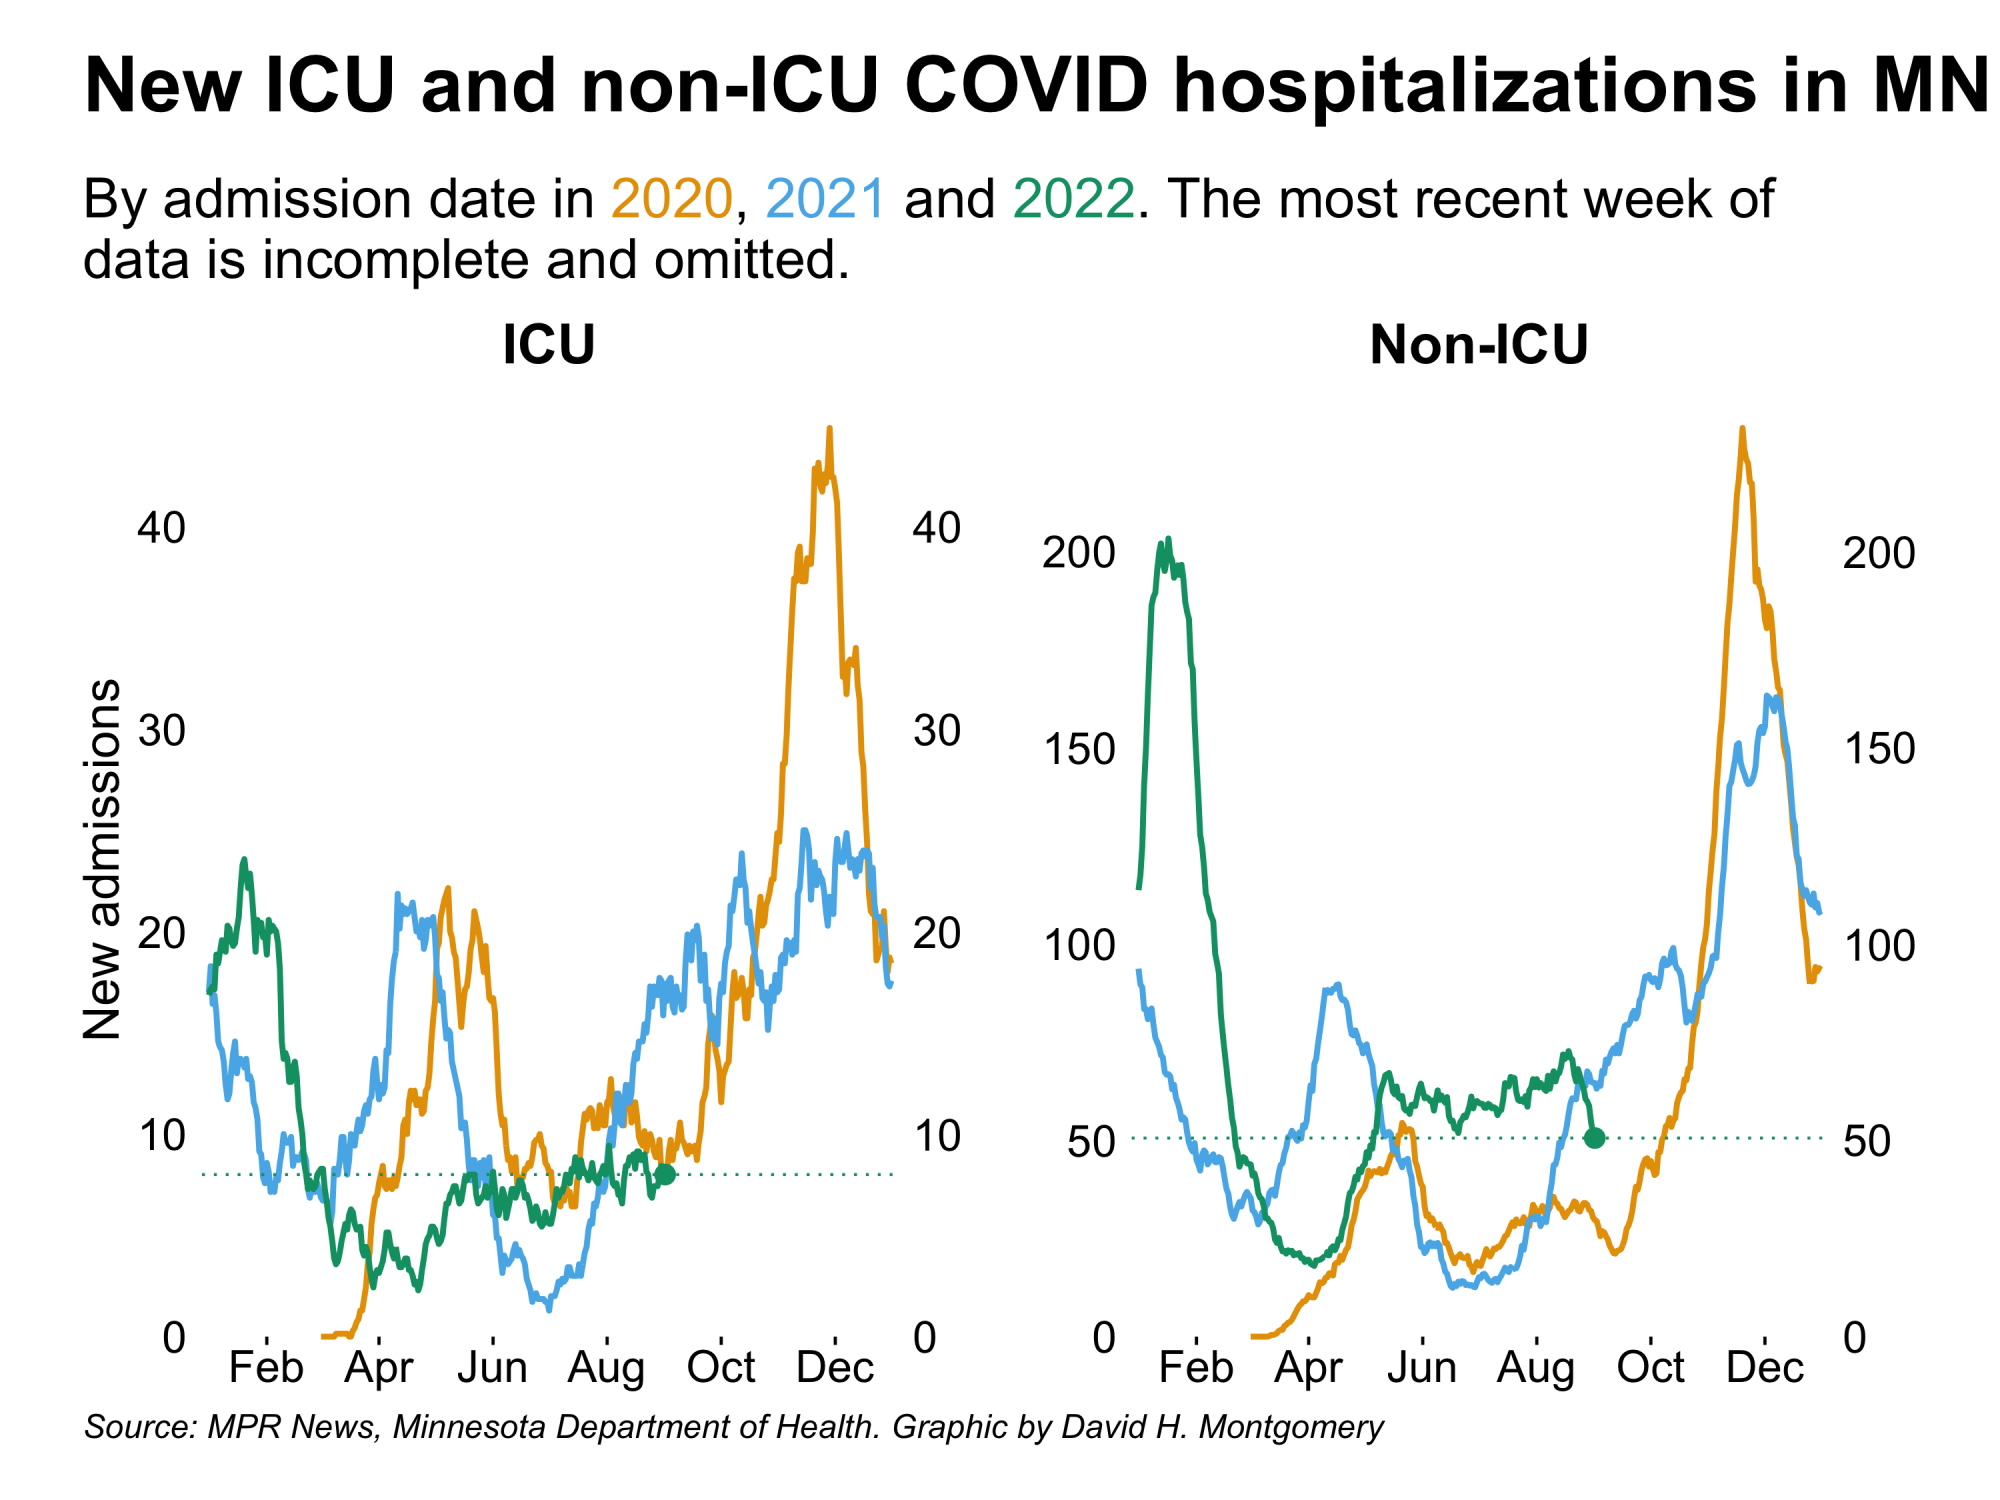 New ICU and non-ICU COVID hospitalizations in MN
By admission date in 2020, 2021 and 2022. The most recent week of
data is incomplete and omitted.
ICU
Non-ICU
New admissions
40
30
20
10
0
40
30
20
10
0
Feb Apr Jun Aug Oct Dec
200
150
100
50
0
200
150
100
50
0
Feb Apr Jun Aug Oct Dec
Source: MPR News, Minnesota Department of Health. Graphic by David H. Montgomery